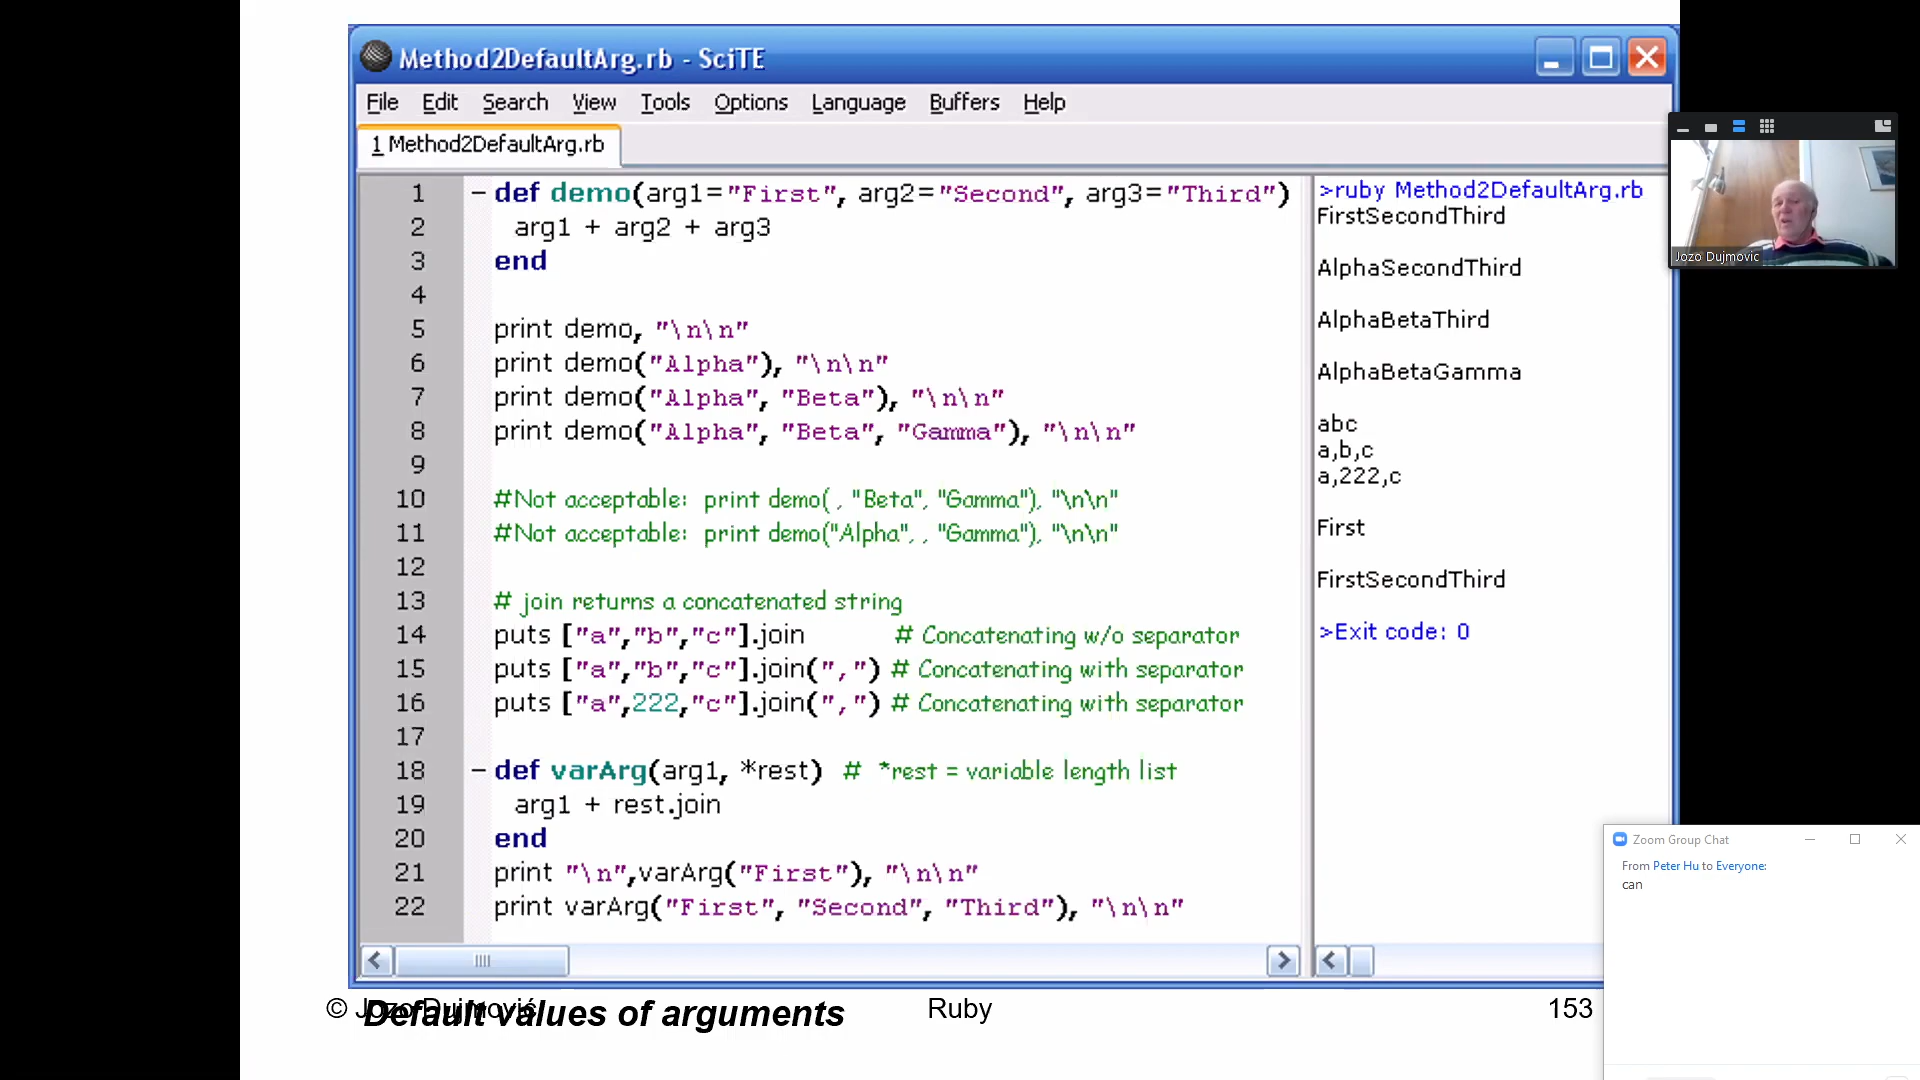 Method2DefaultArg.rb - SciTE
File Edit Search View Tools Options Language Buffers Help
1 Method2DefaultArg.rb
1 def demo(arg1="First", arg2="Second", arg3="Third")
2 arg1 + arg2 + arg3
3 end
4
5 print demo, "\n\n"
6 print demo("Alpha"), "\n\n"
7 print demo("Alpha", "Beta"), "\n\n"
8 print demo("Alpha", "Beta", "Gamma"), "\n\n"
9
10 #Not acceptable: print demo( , "Beta", "Gamma"), "\n\n"
11 #Not acceptable: print demo("Alpha", , "Gamma"), "\n\n"
12
13 # join returns a concatenated string
14 puts ["a","b","c"].join # Concatenating w/o separator
15 puts ["a","b","c"].join(",") # Concatenating with separator
16 puts ["a",222,"c"].join(",") # Concatenating with separator
17
18 def varArg(arg1, *rest) # *rest = variable length list
19 arg1 + rest.join
20 end
21 print "\n",varArg("First"), "\n\n"
22 print varArg("First", "Second", "Third"), "\n\n"
>ruby Method2DefaultArg.rb
FirstSecondThird
AlphaSecondThird
AlphaBetaThird
AlphaBetaGamma
abc
a,b,c
a,222,c
First
FirstSecondThird
>Exit code: 0
Jozo Dujmovic
Zoom Group Chat
From Peter Hu to Everyone:
can
© Jozo Dujmović
Default values of arguments
Ruby
153